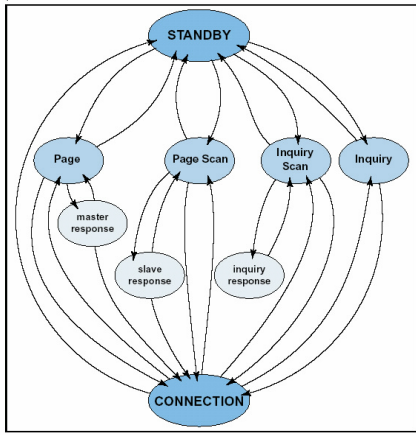 STANDBY
Page
Page Scan
Inquiry
Scan
Inquiry
master
response
slave
response
inquiry
response
CONNECTION